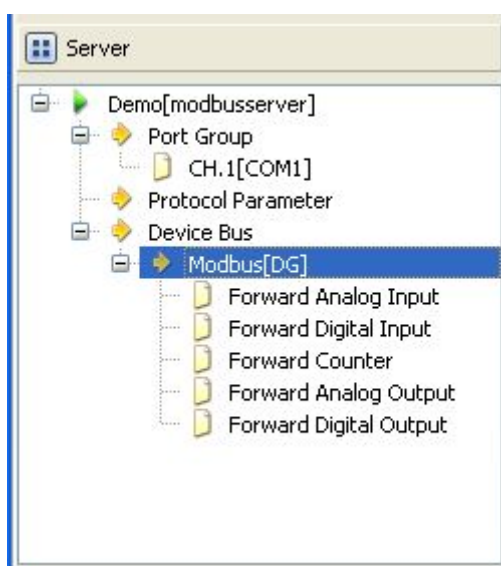 Server
Demo[modbusserver]
Port Group
CH.1[COM1]
Protocol Parameter
Device Bus
Modbus[DG]
Forward Analog Input
Forward Digital Input
Forward Counter
Forward Analog Output
Forward Digital Output